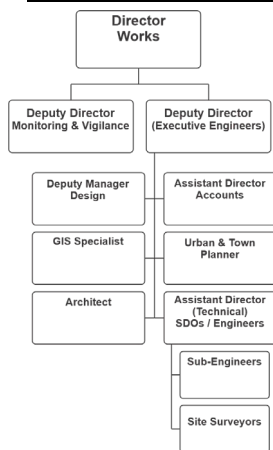 Director
Works
Deputy Director
Monitoring & Vigilance
Deputy Director
(Executive Engineers)
Deputy Manager
Design
Assistant Director
Accounts
GIS Specialist
Urban & Town
Planner
Architect
Assistant Director
(Technical)
SDOs / Engineers
Sub-Engineers
Site Surveyors